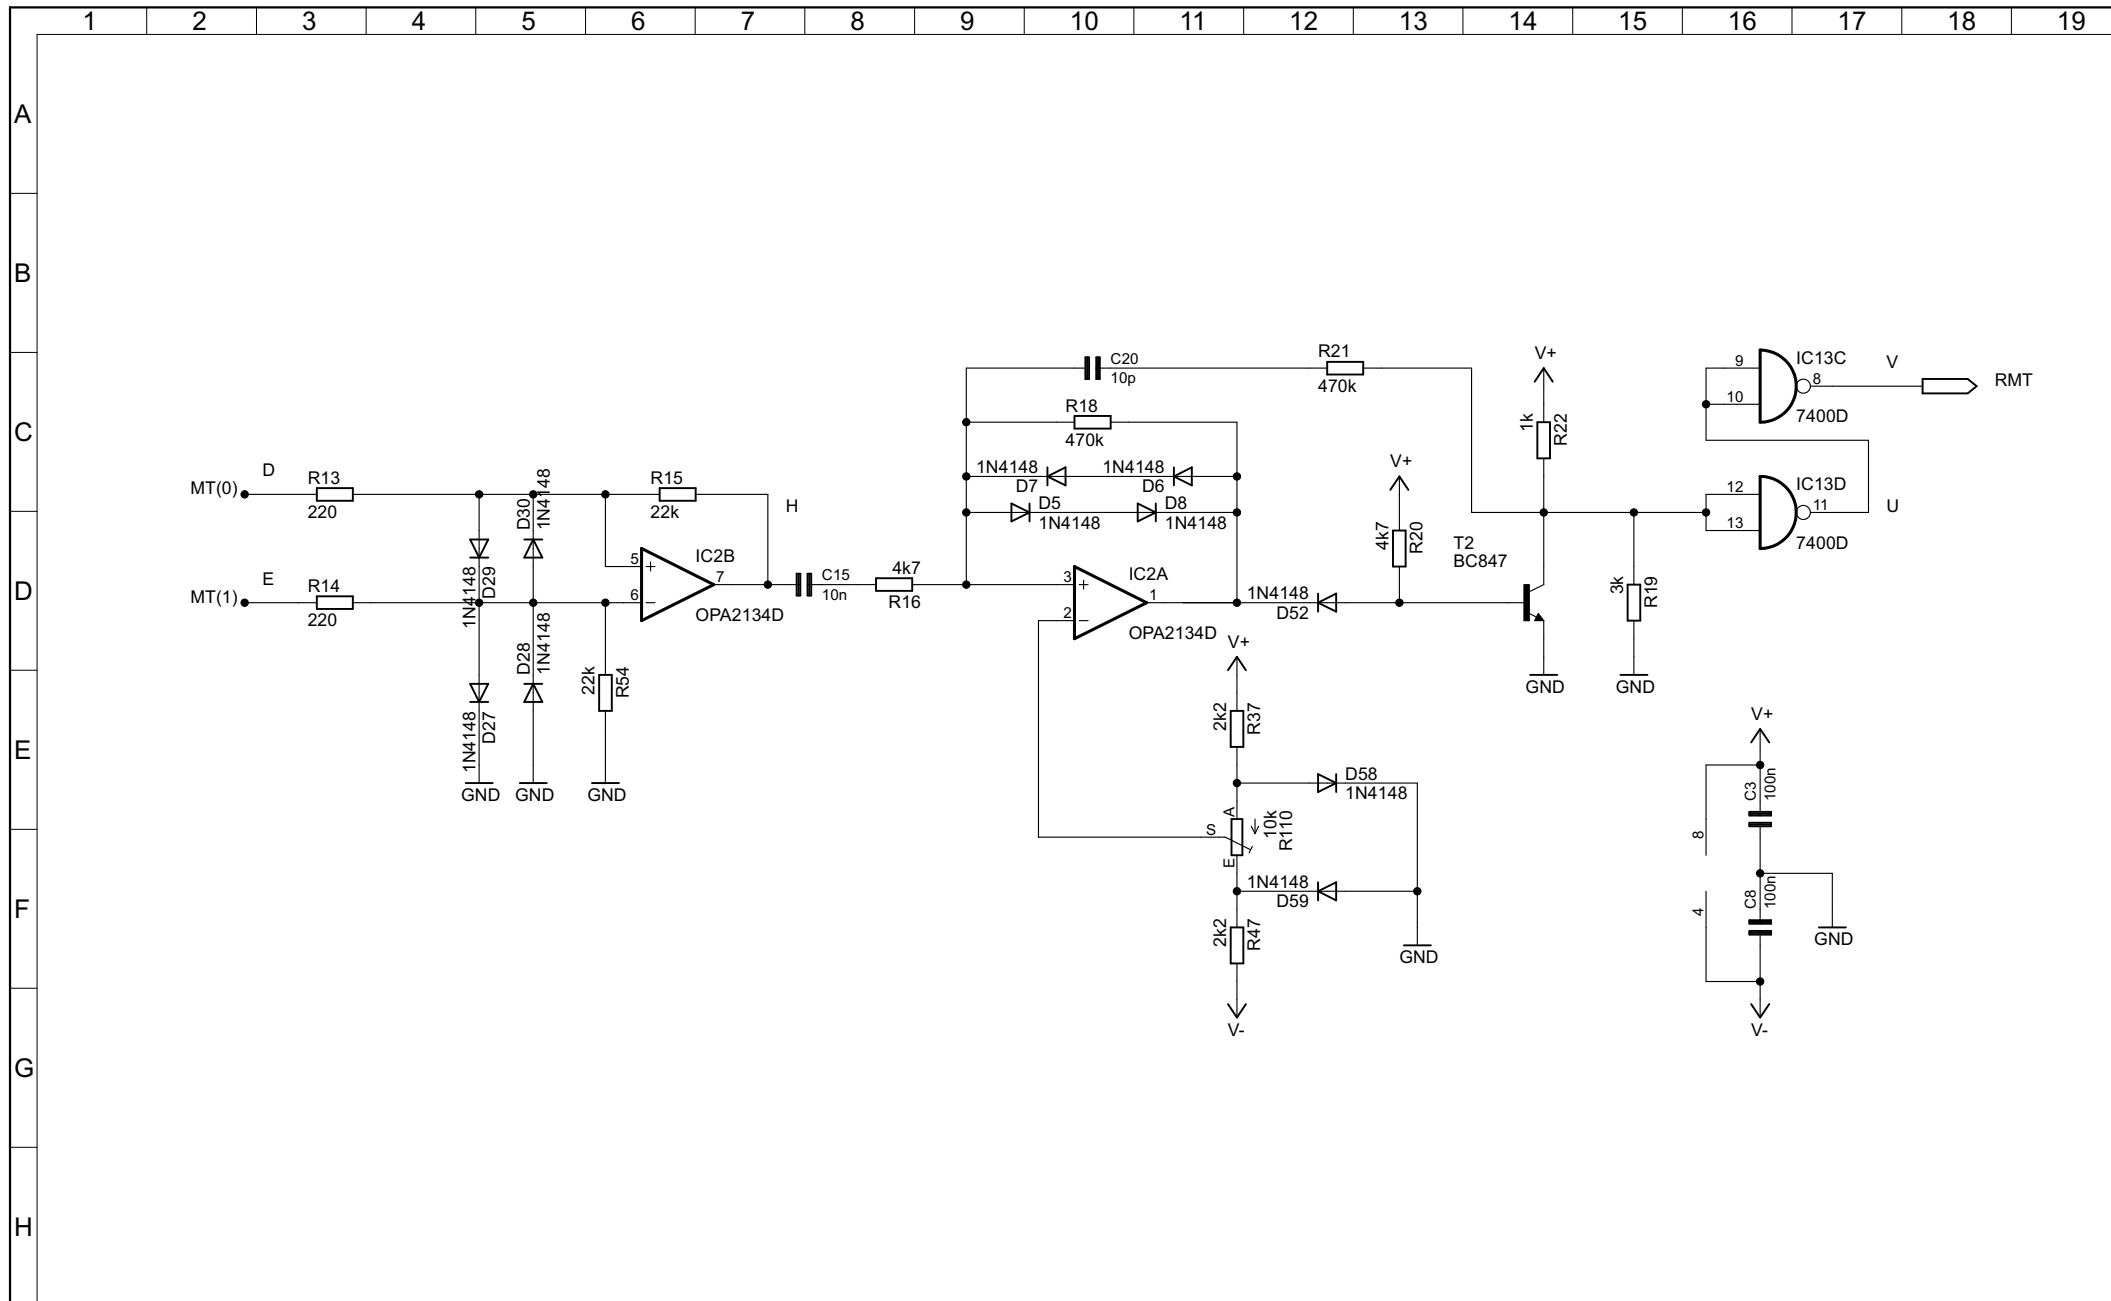 1 2 3 4 5 6 7 8 9 10 11 12 13 14 15 16 17 18 19
A
B
C
D
E
F
G
H
MT(0)
D
R13
220
MT(1)
E
R14
220
1N4148
D29
D30
1N4148
1N4148
D27
D28
1N4148
GND
GND
GND
22k
R54
R15
22k
H
5
+
6
−
7
IC2B
OPA2134D
C15
10n
4k7
R16
C20
10p
R21
470k
R18
470k
1N4148
D7
1N4148
D6
D5
1N4148
D8
1N4148
3
+
2
−
1
IC2A
OPA2134D
1N4148
D52
V+
4k7
R20
T2
BC847
V+
1k
R22
GND
3k
R19
GND
V+
2k2
R37
D58
1N4148
A
S
E
10k
R110
1N4148
D59
2k2
R47
V-
GND
9
10
8
IC13C
7400D
V
RMT
12
13
11
IC13D
7400D
U
V+
C3
100n
8
C8
100n
4
GND
V-